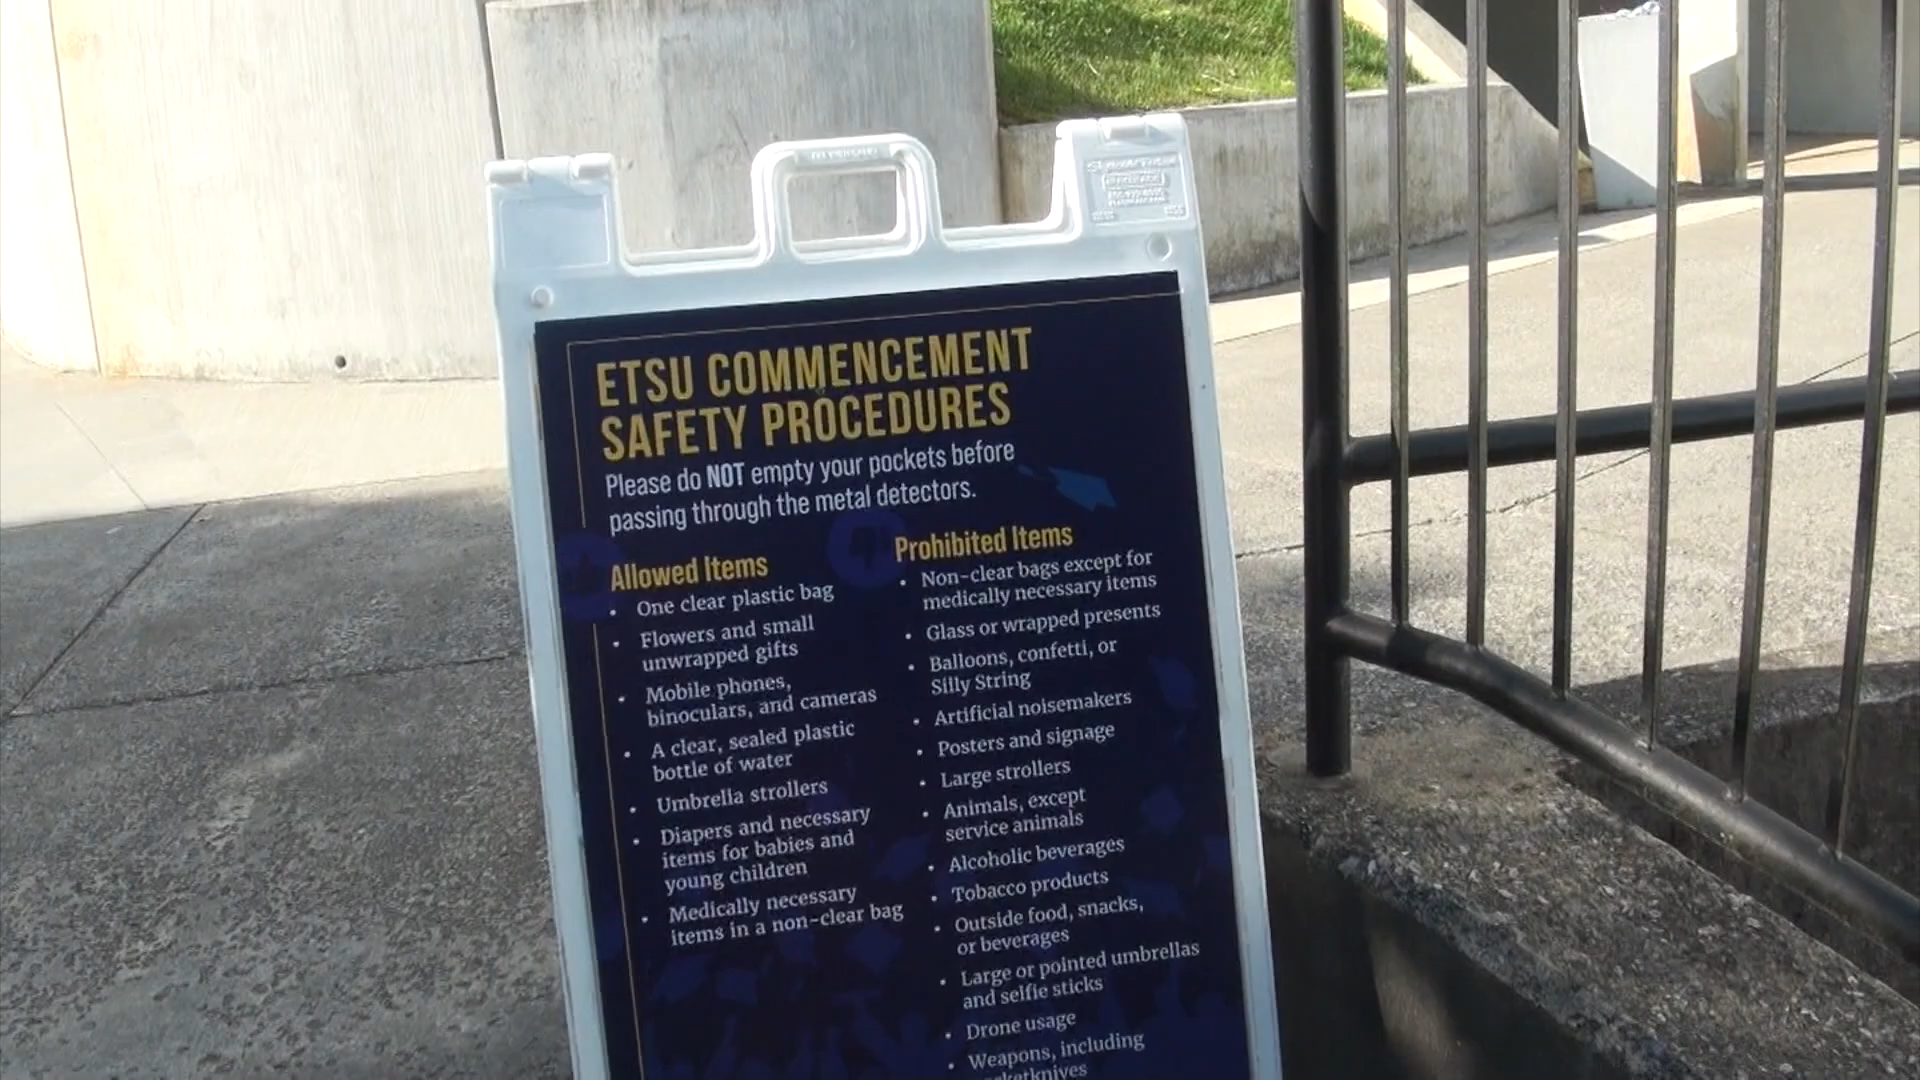 ETSU COMMENCEMENT
SAFETY PROCEDURES
Please do NOT empty your pockets before
passing through the metal detectors.
Allowed Items
• One clear plastic bag
• Flowers and small
unwrapped gifts
• Mobile phones,
binoculars, and cameras
• A clear, sealed plastic
bottle of water
• Umbrella strollers
• Diapers and necessary
items for babies and
young children
• Medically necessary
items in a non-clear bag
Prohibited Items
• Non-clear bags except for
medically necessary items
• Glass or wrapped presents
• Balloons, confetti, or
Silly String
• Artificial noisemakers
• Posters and signage
• Large strollers
• Animals, except
service animals
• Alcoholic beverages
• Tobacco products
• Outside food, snacks,
or beverages
• Large or pointed umbrellas
and selfie sticks
• Drone usage
• Weapons, including